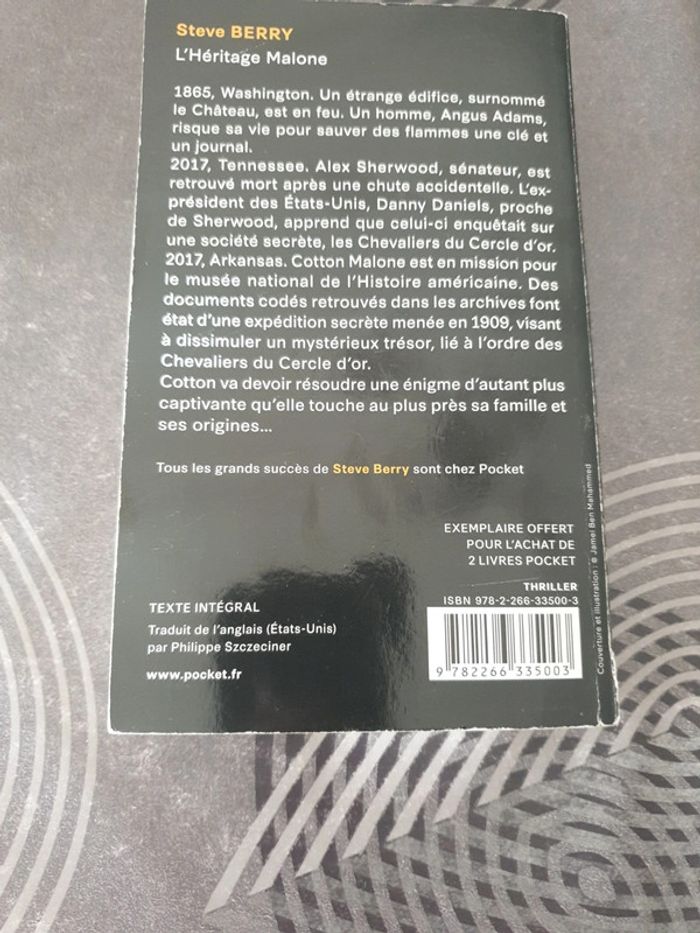 Steve BERRY
L'Héritage Malone
1865, Washington. Un étrange édifice, surnommé
le Château, est en feu. Un homme, Angus Adams,
risque sa vie pour sauver des flammes une clé et
un journal.
2017, Tennessee. Alex Sherwood, sénateur, est
retrouvé mort après une chute accidentelle. L'ex-
président des États-Unis, Danny Daniels, proche
de Sherwood, apprend que celui-ci enquêtait sur
une société secrète, les Chevaliers du Cercle d'or.
2017, Arkansas. Cotton Malone est en mission pour
le musée national de l'Histoire américaine. Des
documents codés retrouvés dans les archives font
état d'une expédition secrète menée en 1909, visant
à dissimuler un mystérieux trésor, lié à l'ordre des
Chevaliers du Cercle d'or.
Cotton va devoir résoudre une énigme d'autant plus
captivante qu'elle touche au plus près sa famille et
ses origines...
Tous les grands succès de Steve Berry sont chez Pocket
EXEMPLAIRE OFFERT
POUR L'ACHAT DE
2 LIVRES POCKET
THRILLER
ISBN 978-2-266-33500-3
9 782266 335003
TEXTE INTÉGRAL
Traduit de l'anglais (États-Unis)
par Philippe Szczeciner
www.pocket.fr
Couverture et illustration : © Jamel Ben Mahammed